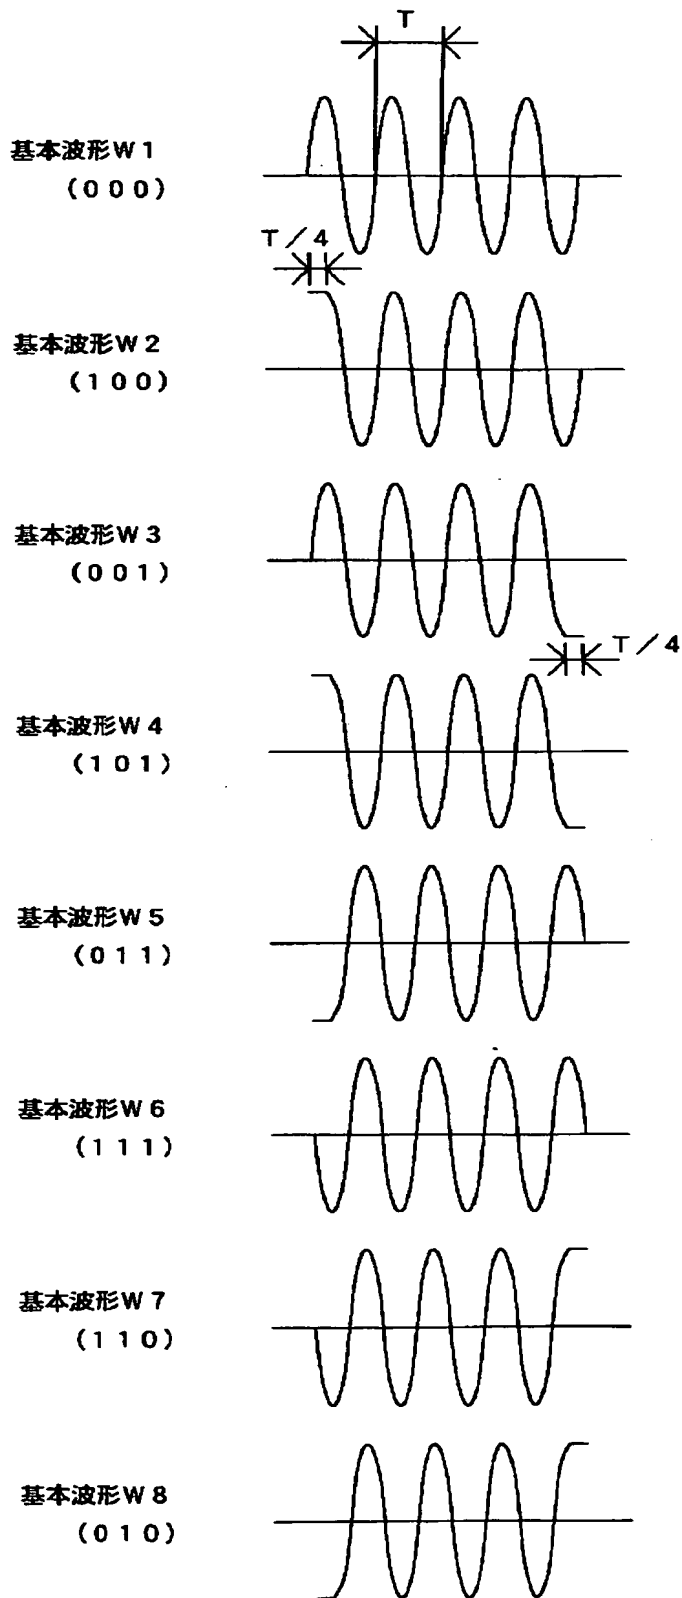 T
基本波形W1
(000)
T/4
基本波形W2
(100)
基本波形W3
(001)
T/4
基本波形W4
(101)
基本波形W5
(011)
基本波形W6
(111)
基本波形W7
(110)
基本波形W8
(010)